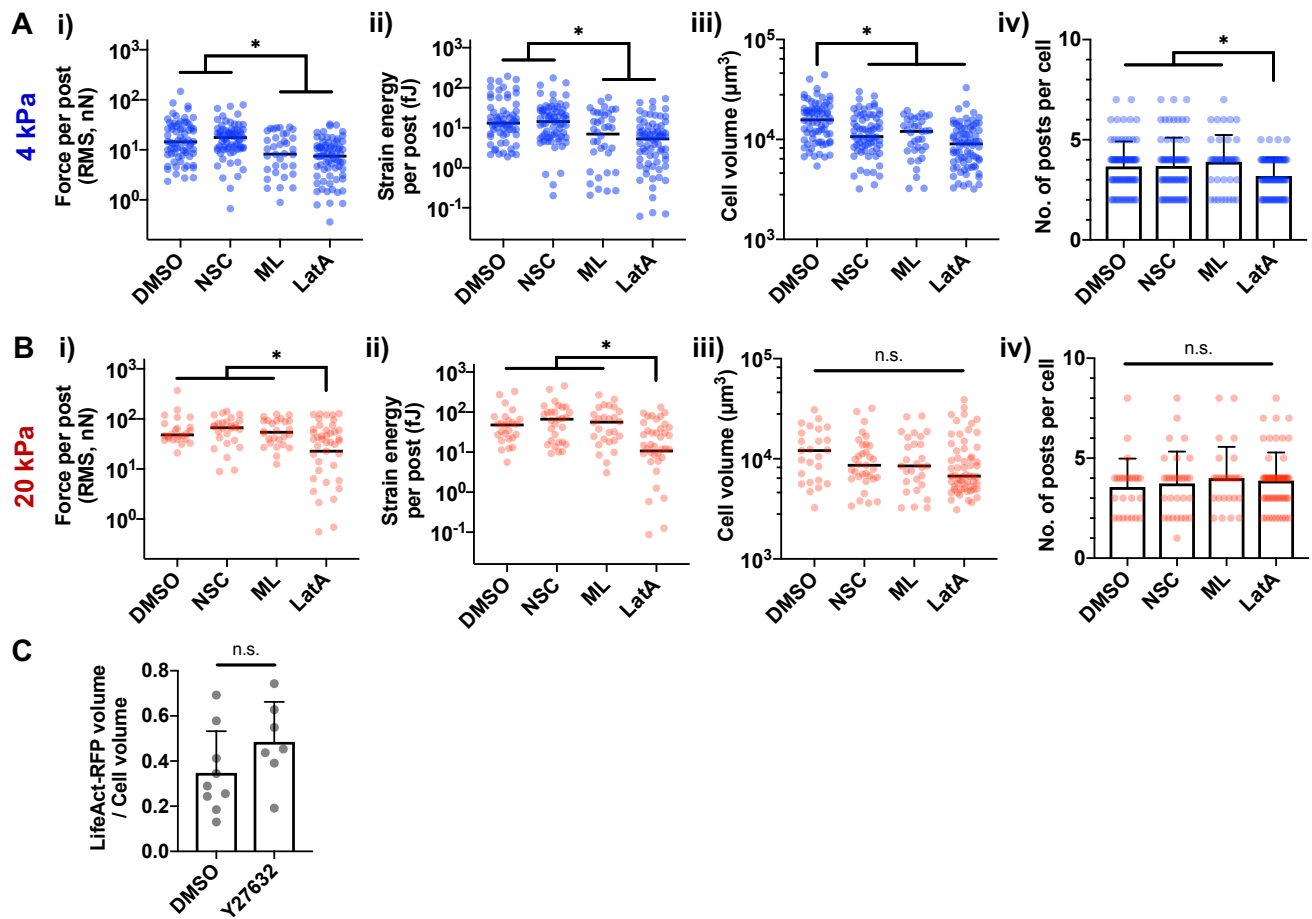 A
4 kPa
i)
Force per post
(RMS, nN)
10³
10²
10¹
10⁰
*
DMSO
NSC
ML
LatA
ii)
Strain energy
per post (fJ)
10³
10²
10¹
10⁰
10⁻¹
*
DMSO
NSC
ML
LatA
iii)
Cell volume (µm³)
10⁵
10⁴
10³
*
DMSO
NSC
ML
LatA
iv)
No. of posts per cell
10
5
0
*
DMSO
NSC
ML
LatA
B
20 kPa
i)
Force per post
(RMS, nN)
10³
10²
10¹
10⁰
*
DMSO
NSC
ML
LatA
ii)
Strain energy
per post (fJ)
10³
10²
10¹
10⁰
10⁻¹
*
DMSO
NSC
ML
LatA
iii)
Cell volume (µm³)
10⁵
10⁴
10³
n.s.
DMSO
NSC
ML
LatA
iv)
No. of posts per cell
10
5
0
n.s.
DMSO
NSC
ML
LatA
C
LifeAct-RFP volume
/ Cell volume
0.8
0.6
0.4
0.2
0.0
n.s.
DMSO
Y27632